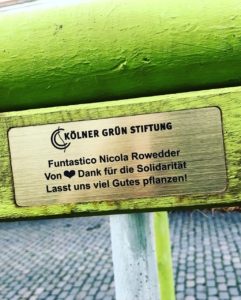 KÖLNER GRÜN STIFTUNG
Funtastico Nicola Rowedder
Von ❤ Dank für die Solidarität
Lasst uns viel Gutes pflanzen!